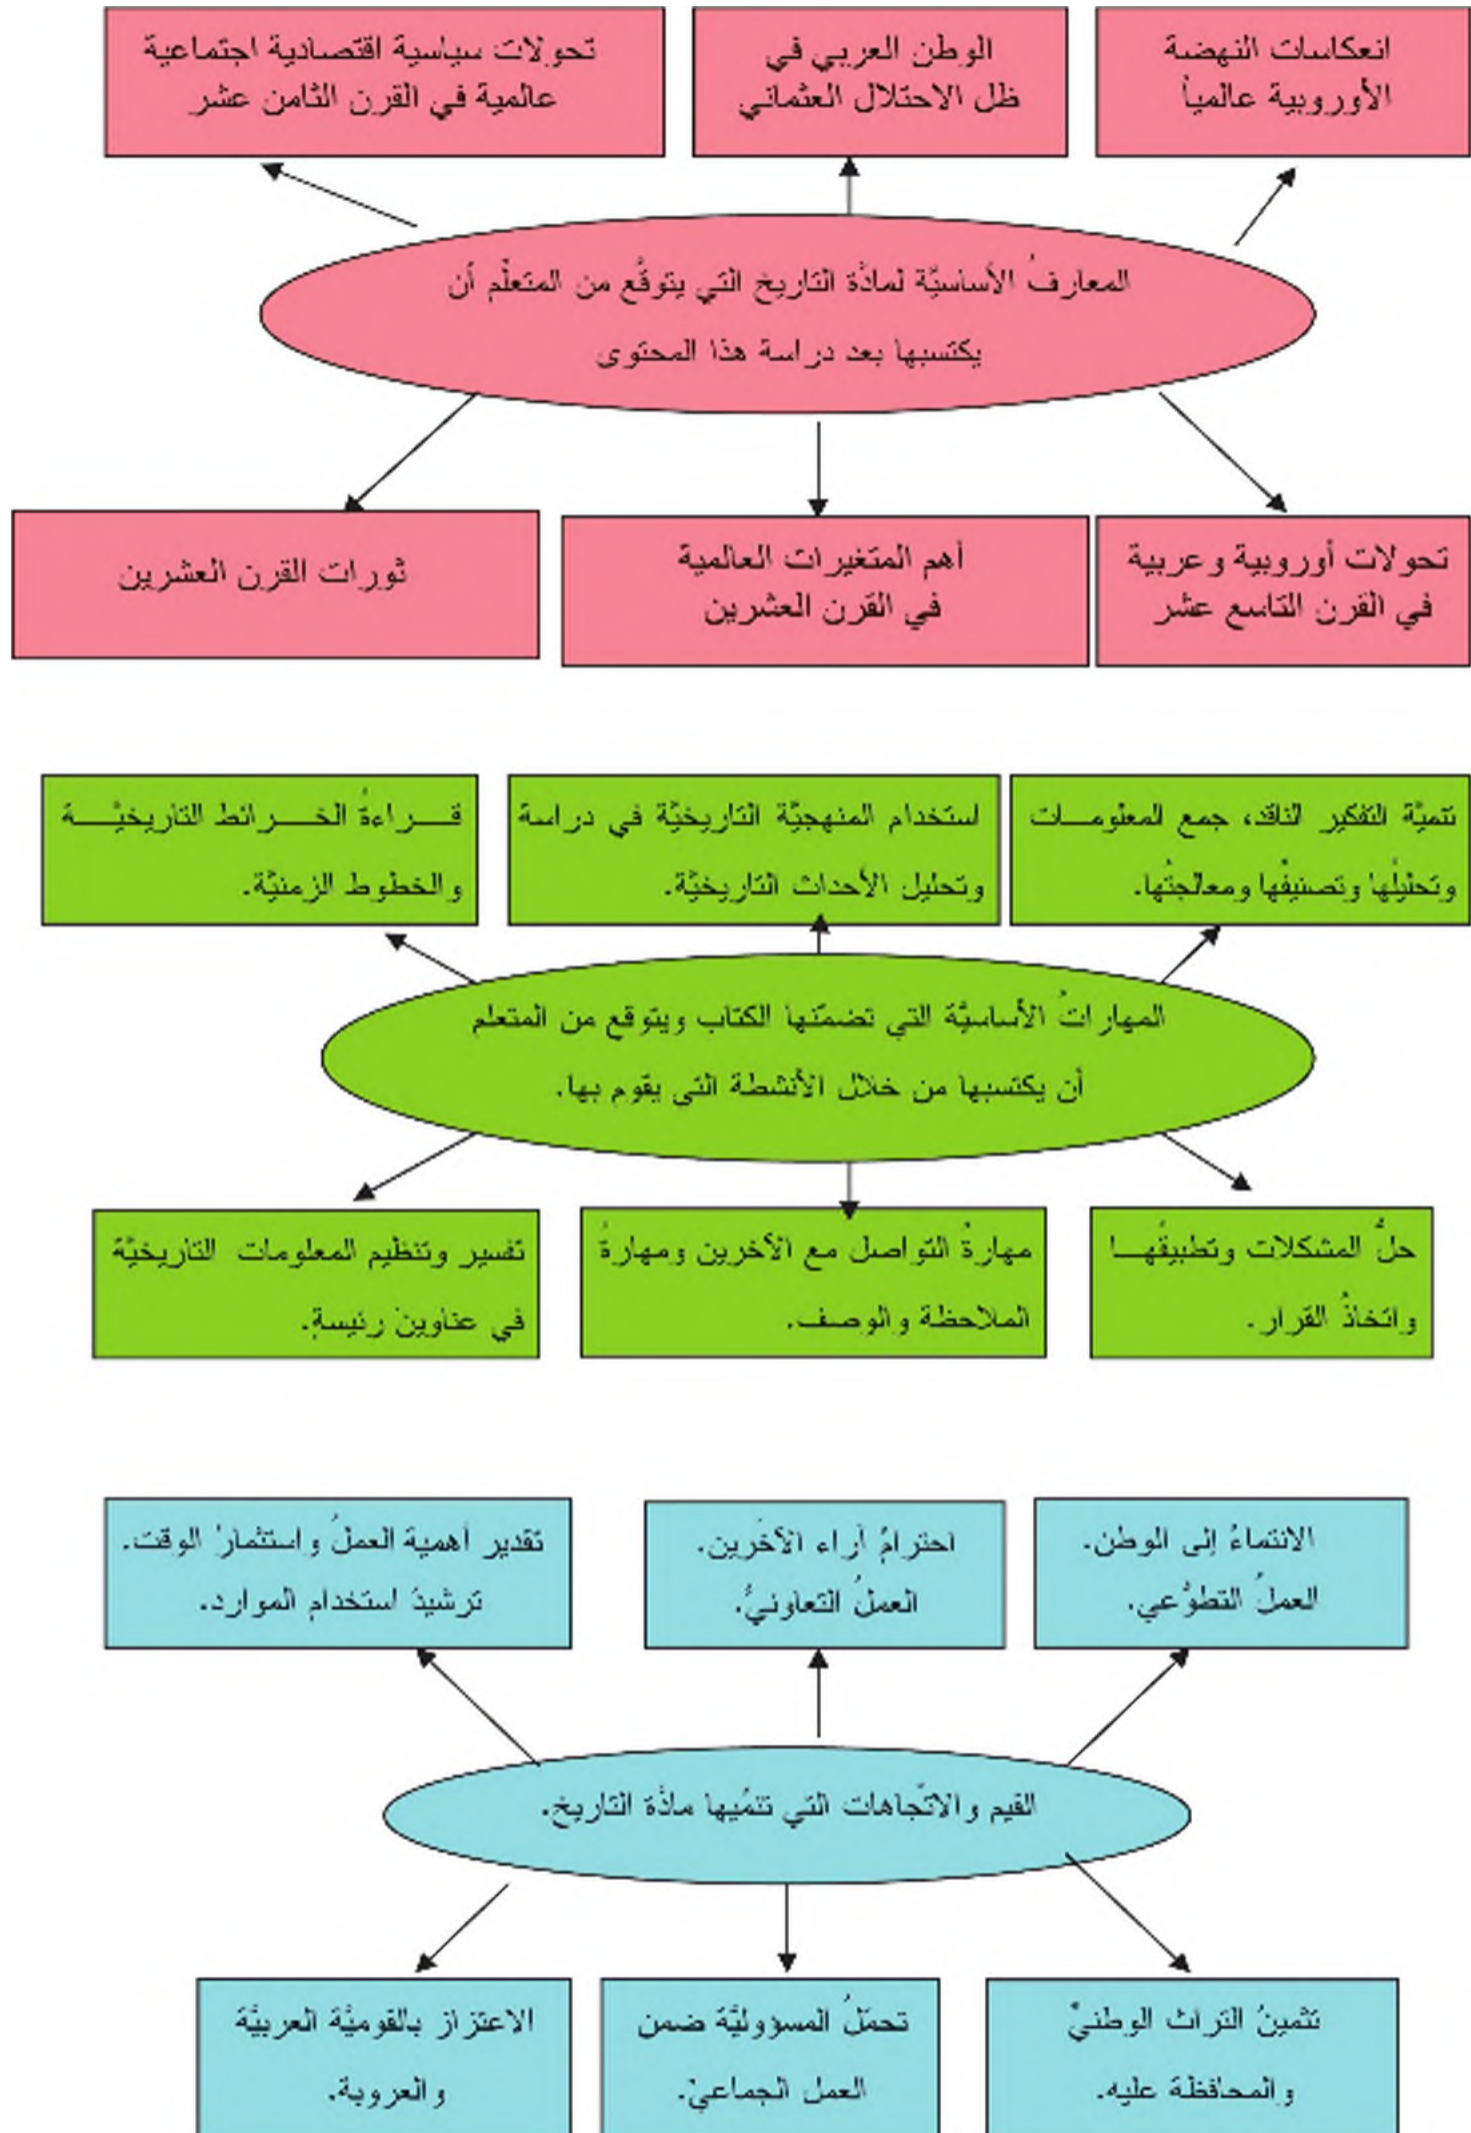 انعكاسات النهضة
الأوروبية عالمياً
الوطن العربي في
ظل الاحتلال العثماني
تحولات سياسية اقتصادية اجتماعية
عالمية في القرن الثامن عشر
المعارفُ الأساسيَّة لمادَّة التاريخ التي يتوقَّع من المتعلِّم أن
يكتسبها بعد دراسة هذا المحتوى
تحولات أوروبية وعربية
في القرن التاسع عشر
أهم المتغيرات العالمية
في القرن العشرين
ثورات القرن العشرين
تنميَّة التفكير الناقد، جمع المعلومـــات
وتحليلُها وتصنيفُها ومعالجتُها.
استخدام المنهجيَّة التاريخيَّة في دراسة
وتحليل الأحداث التاريخيَّة.
قـــراءةُ الخـــرائط التاريخيَّـــة
والخطوط الزمنيَّة.
المهاراتُ الأساسيَّة التي تضمَّنها الكتاب ويتوقع من المتعلم
أن يكتسبها من خلال الأنشطة التي يقوم بها.
حلُّ المشكلات وتطبيقُهـــا
واتخاذُ القرار.
مهارةُ التواصل مع الآخرين ومهارةُ
الملاحظة والوصف.
تفسير وتنظيم المعلومات التاريخيَّة
في عناوينَ رئيسةٍ.
الانتماءُ إلى الوطن.
العملُ التطوُّعي.
احترامُ آراء الآخَرين.
العملُ التعاونيُّ.
تقدير أهمية العملُ واستثمارُ الوقت.
ترشيدُ استخدام الموارد.
القيم والاتِّجاهات التي تنمِّيها مادَّة التاريخ.
تثمينُ التراث الوطنيِّ
والمحافظة عليه.
تحمّلُ المسؤوليَّة ضمن
العمل الجماعيّ.
الاعتزاز بالقوميَّة العربيَّة
والعروبة.